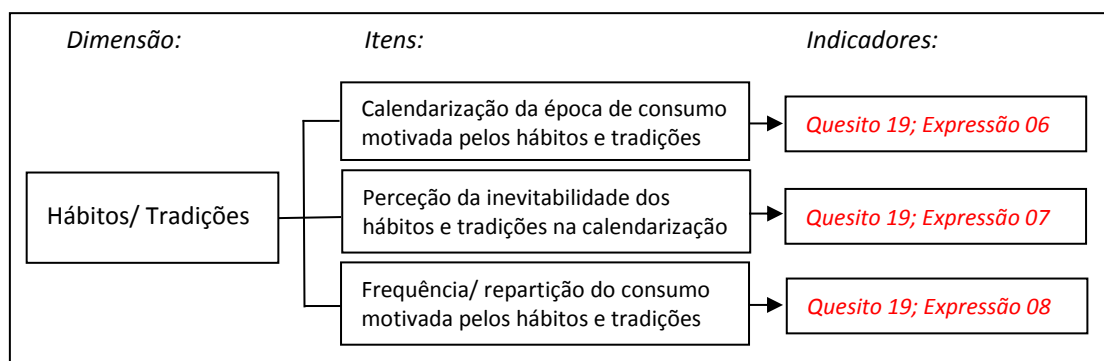 Dimensão: Itens: Indicadores:
Calendarização da época de consumo
motivada pelos hábitos e tradições
Quesito 19; Expressão 06
Hábitos/ Tradições
Perceção da inevitabilidade dos
hábitos e tradições na calendarização
Quesito 19; Expressão 07
Frequência/ repartição do consumo
motivada pelos hábitos e tradições
Quesito 19; Expressão 08